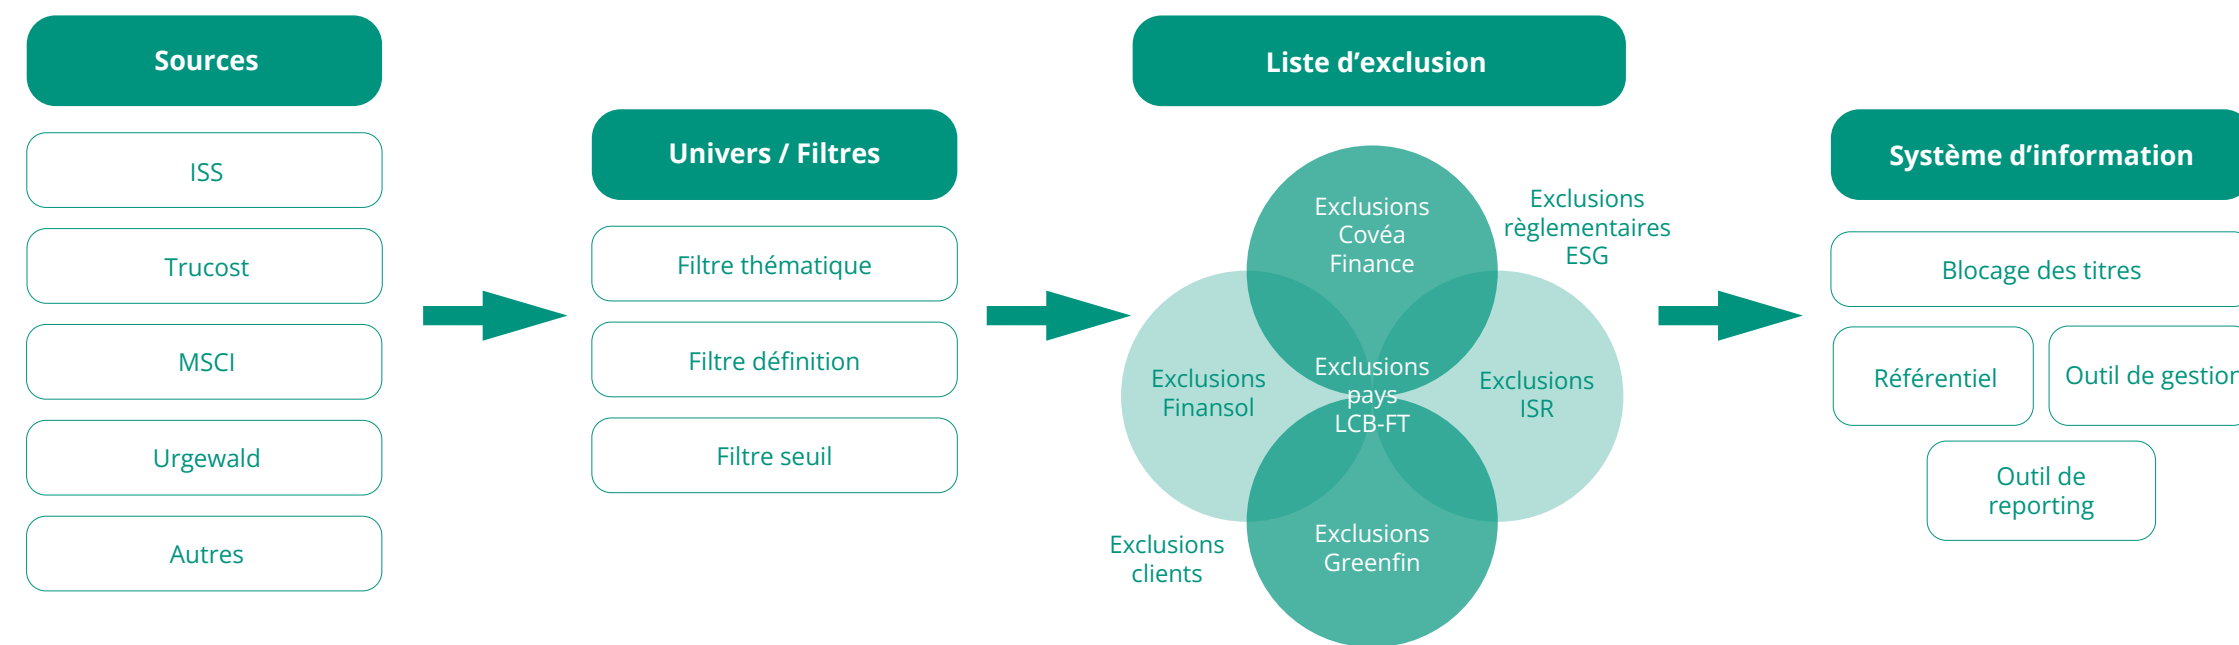 Sources
ISS
Trucost
MSCI
Urgewald
Autres
Univers / Filtres
Filtre thématique
Filtre définition
Filtre seuil
Liste d’exclusion
Exclusions
Covéa
Finance
Exclusions
règlementaires
ESG
Exclusions
Finansol
Exclusions
pays
LCB-FT
Exclusions
ISR
Exclusions
clients
Exclusions
Greenfin
Système d’information
Blocage des titres
Référentiel
Outil de gestion
Outil de
reporting